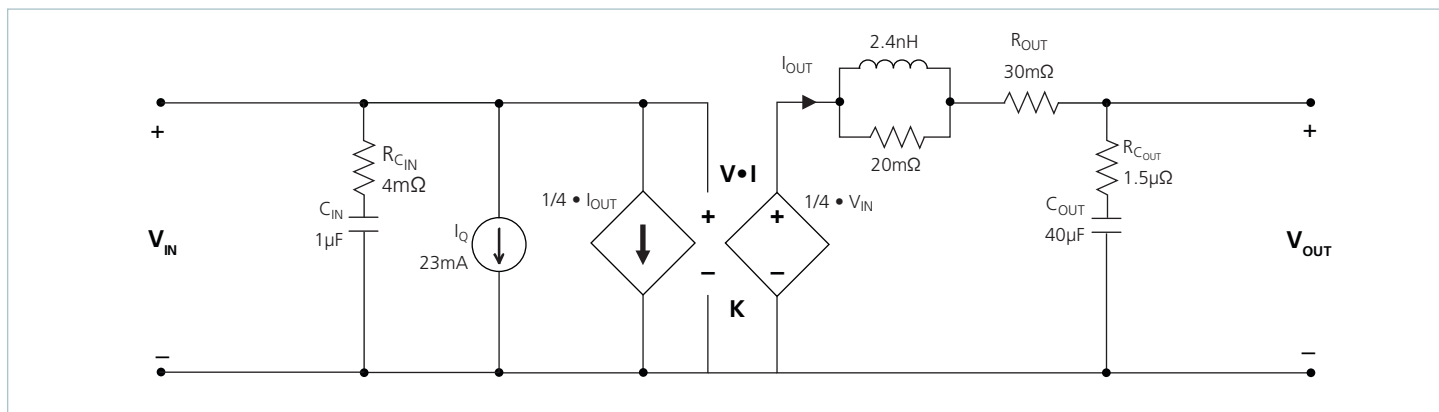 2.4nH
R_OUT
I_OUT
30mΩ
+
+
R_C_IN
4mΩ
20mΩ
R_C_OUT
1.5µΩ
V•I
1/4 • I_OUT
1/4 • V_IN
C_IN
1µF
C_OUT
40µF
+
+
I_Q
23mA
V_IN
V_OUT
–
–
K
–
–